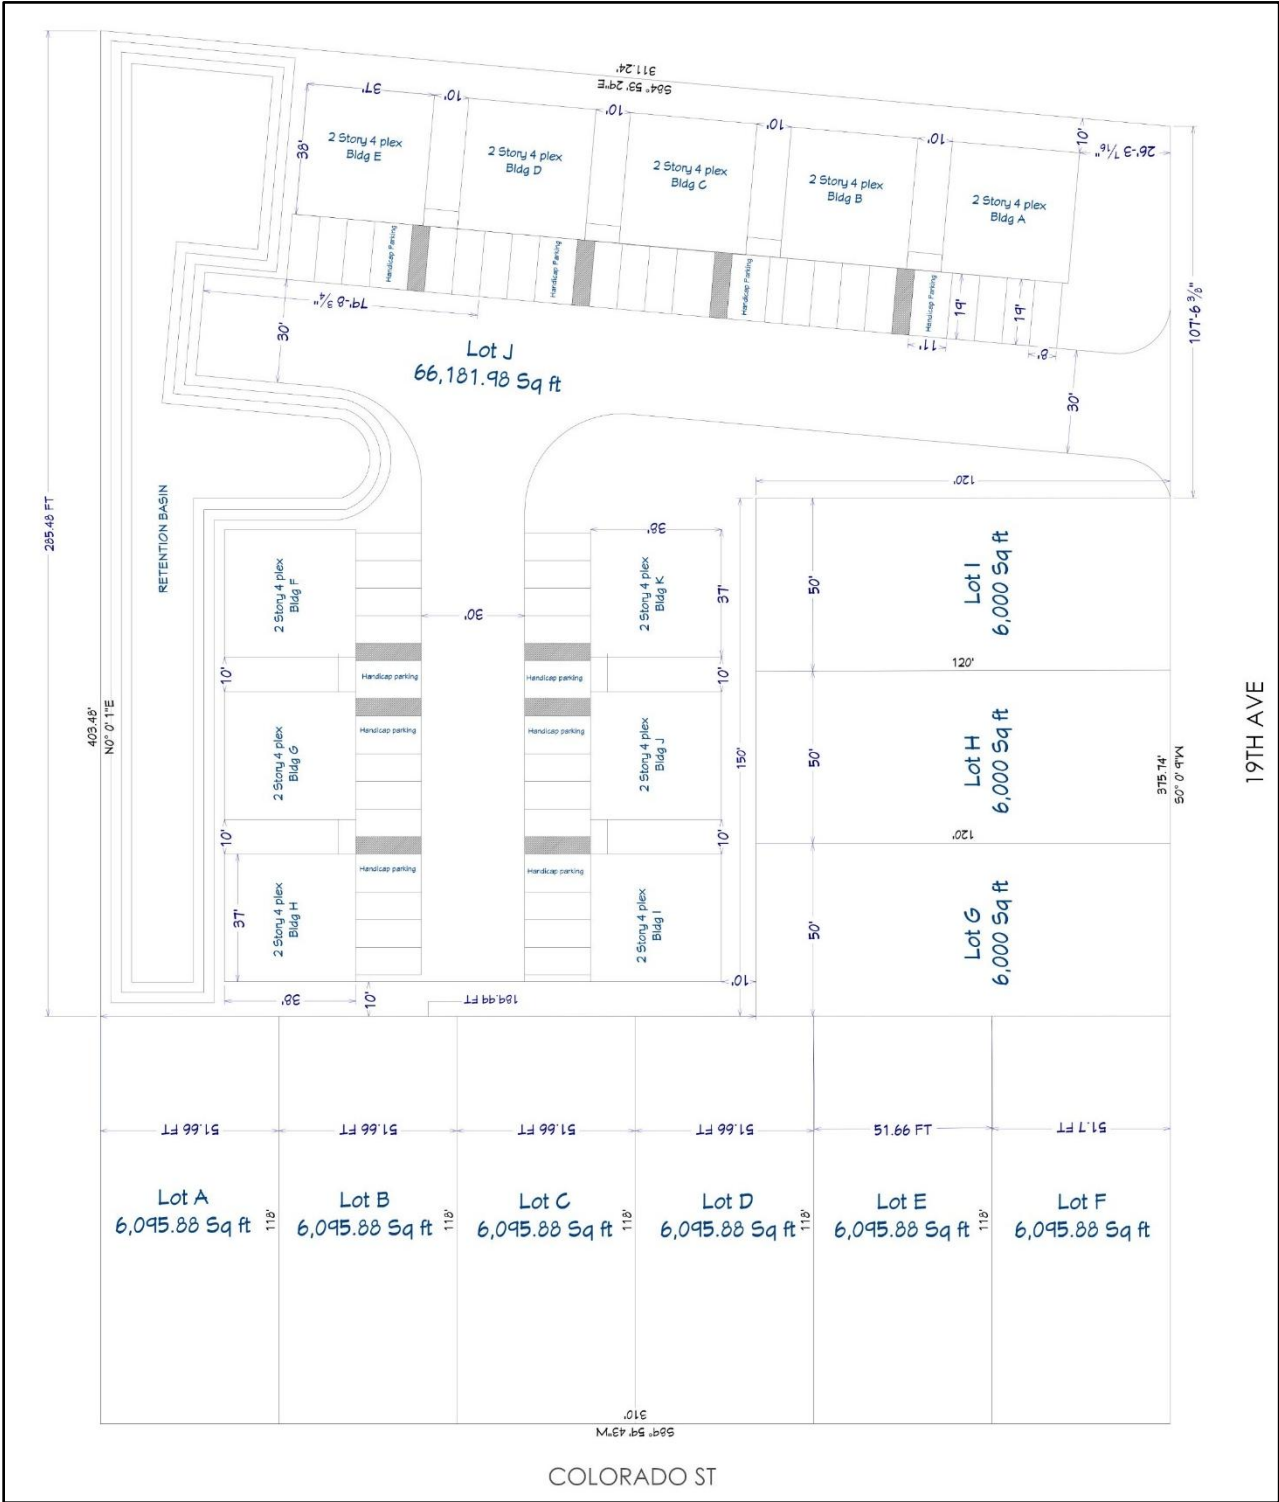 311.24'
S84° 53' 29"E
37'
10'
10'
10'
10'
10'
26'-3 7/16"
38'
2 Story 4 plex
Bldg E
2 Story 4 plex
Bldg D
2 Story 4 plex
Bldg C
2 Story 4 plex
Bldg B
2 Story 4 plex
Bldg A
Handicap Parking
Handicap Parking
Handicap Parking
Handicap Parking
79'-8 3/4"
30'
19'
19'
11'
8'
30'
107'-6 3/8"
Lot J
66,181.98 Sq ft
285.48 FT
RETENTION BASIN
120'
38'
2 Story 4 plex
Bldg F
2 Story 4 plex
Bldg K
37'
30'
50'
Lot I
6,000 Sq ft
10'
Handicap parking
Handicap parking
10'
120'
403.48'
N0° 0' 1"E
2 Story 4 plex
Bldg G
Handicap parking
Handicap parking
2 Story 4 plex
Bldg J
150'
50'
Lot H
6,000 Sq ft
375.74'
S0° 0' 9"W
19TH AVE
10'
10'
120'
Handicap parking
Handicap parking
37'
2 Story 4 plex
Bldg H
2 Story 4 plex
Bldg I
50'
Lot G
6,000 Sq ft
38'
10'
189.99 FT
10'
51.66 FT
51.66 FT
51.66 FT
51.66 FT
51.66 FT
51.7 FT
Lot A
6,095.88 Sq ft
118'
Lot B
6,095.88 Sq ft
118'
Lot C
6,095.88 Sq ft
118'
Lot D
6,095.88 Sq ft
118'
Lot E
6,095.88 Sq ft
118'
Lot F
6,095.88 Sq ft
310'
S89° 59' 43"W
COLORADO ST